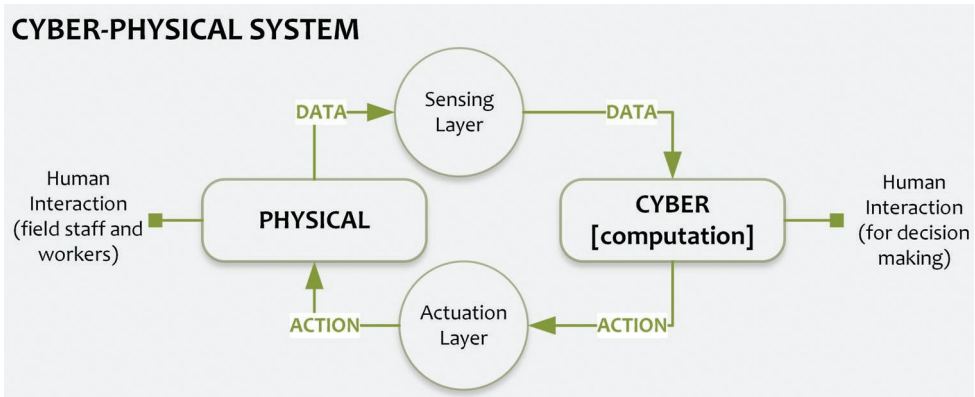 CYBER-PHYSICAL SYSTEM
Sensing
Layer
DATA
DATA
Human
Interaction
(field staff and
workers)
PHYSICAL
CYBER
[computation]
Human
Interaction
(for decision
making)
Actuation
Layer
ACTION
ACTION